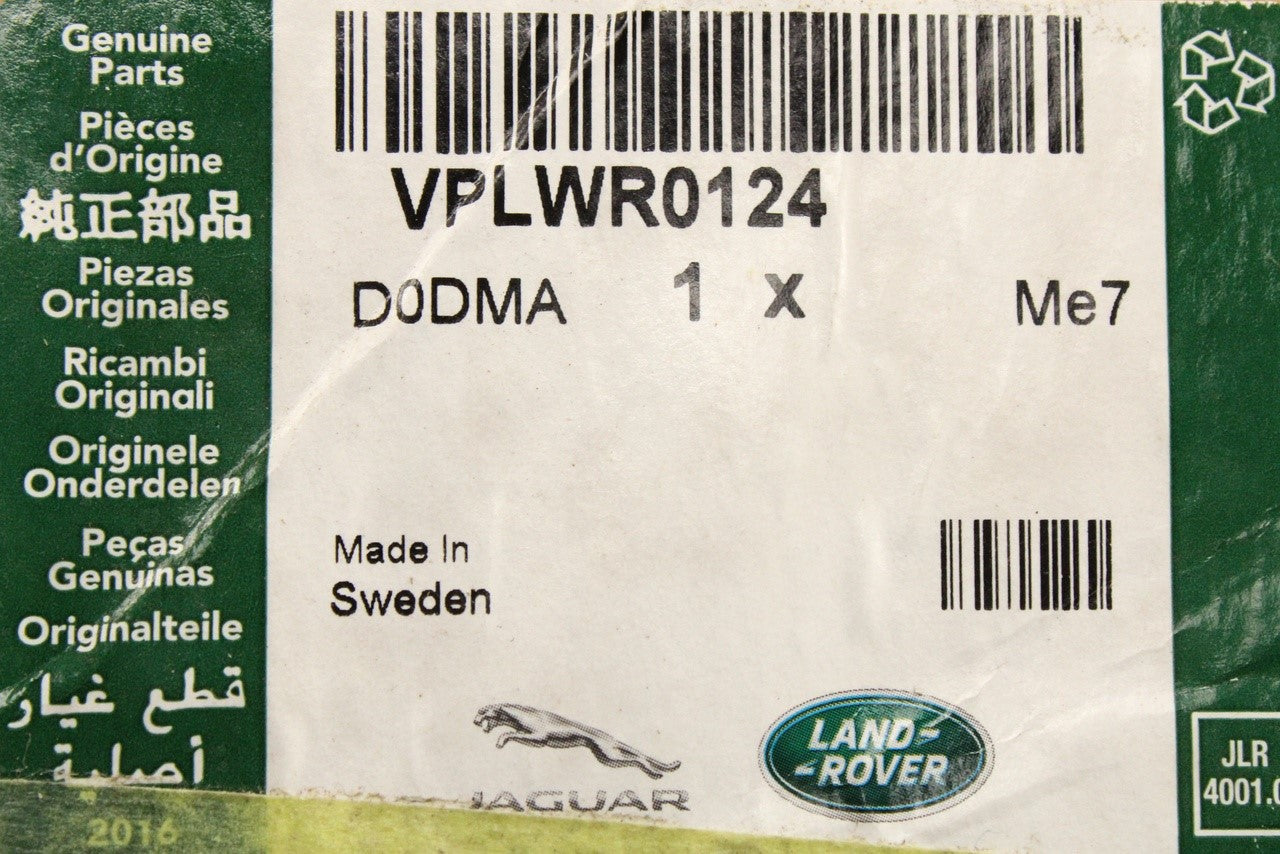 Genuine
Parts
Pièces
d'Origine
純正部品
Piezas
Originales
Ricambi
Originali
Originele
Onderdelen
Peças
Genuinas
Originalteile
قطع غيار
أصلية
2016
VPLWR0124
D0DMA 1 x Me7
Made In
Sweden
JAGUAR
LAND-
-ROVER
JLR